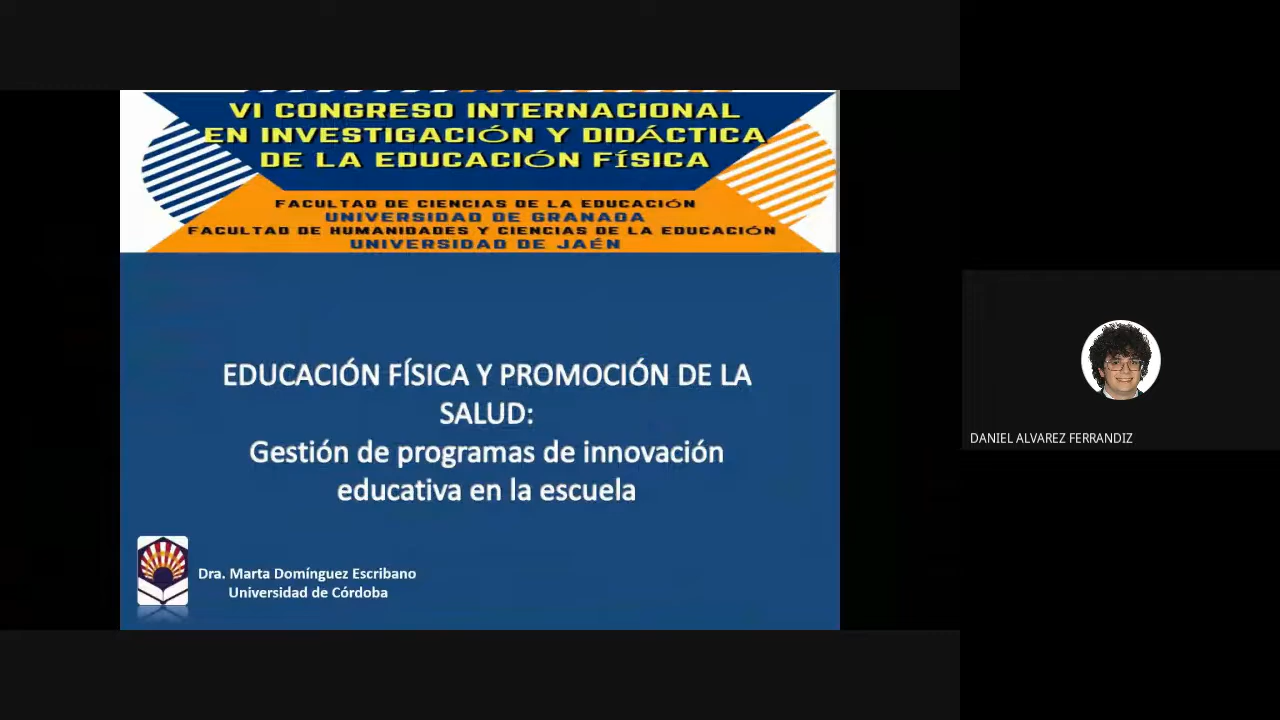 VI CONGRESO INTERNACIONAL
EN INVESTIGACIÓN Y DIDÁCTICA
DE LA EDUCACIÓN FÍSICA
FACULTAD DE CIENCIAS DE LA EDUCACIÓN
UNIVERSIDAD DE GRANADA
FACULTAD DE HUMANIDADES Y CIENCIAS DE LA EDUCACIÓN
UNIVERSIDAD DE JAÉN
EDUCACIÓN FÍSICA Y PROMOCIÓN DE LA
SALUD:
Gestión de programas de innovación
educativa en la escuela
Dra. Marta Domínguez Escribano
Universidad de Córdoba
DANIEL ALVAREZ FERRANDIZ